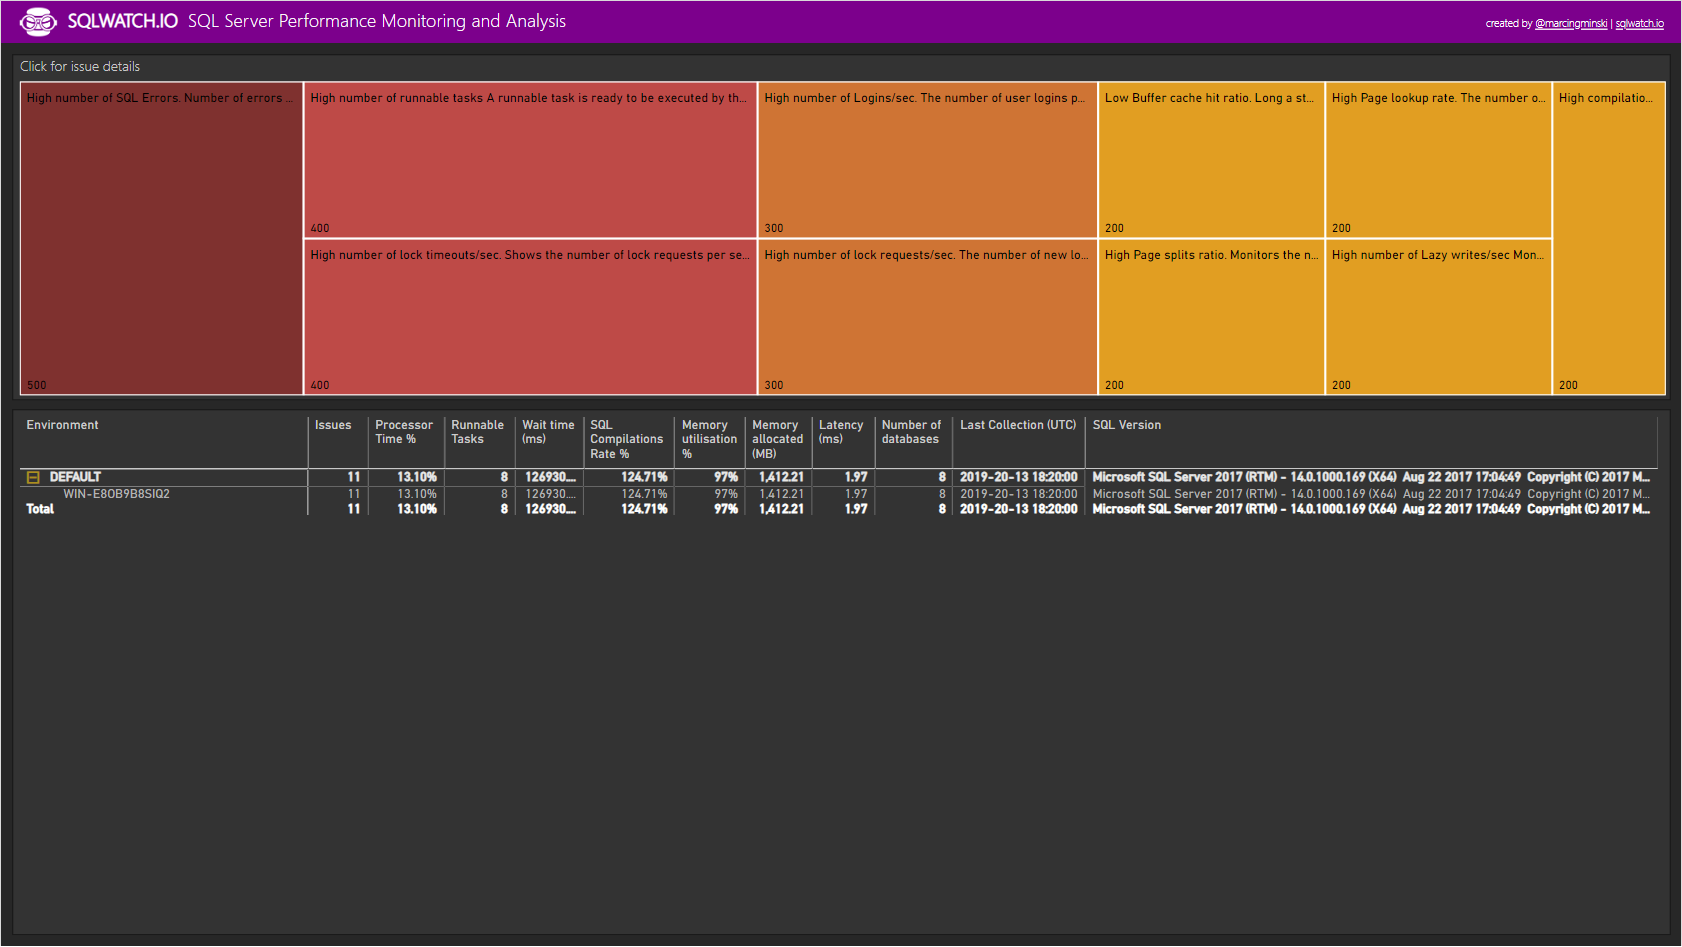 SQLWATCH.IO SQL Server Performance Monitoring and Analysis
created by @marcingminski | sqlwatch.io
Click for issue details
High number of SQL Errors. Number of errors ...
500
High number of runnable tasks A runnable task is ready to be executed by th...
400
High number of lock timeouts/sec. Shows the number of lock requests per se...
400
High number of Logins/sec. The number of user logins p...
300
High number of lock requests/sec. The number of new lo...
300
Low Buffer cache hit ratio. Long a st...
200
High Page splits ratio. Monitors the n...
200
High Page lookup rate. The number o...
200
High number of Lazy writes/sec Mon...
200
High compilatio...
200
Environment
Issues
Processor
Time %
Runnable
Tasks
Wait time
(ms)
SQL
Compilations
Rate %
Memory
utilisation
%
Memory
allocated
(MB)
Latency
(ms)
Number of
databases
Last Collection (UTC)
SQL Version
DEFAULT 11 13.10% 8 126930.... 124.71% 97% 1,412.21 1.97 8 2019-20-13 18:20:00 Microsoft SQL Server 2017 (RTM) - 14.0.1000.169 (X64) Aug 22 2017 17:04:49 Copyright (C) 2017 M...
WIN-E8OB9B8SIQ2 11 13.10% 8 126930.... 124.71% 97% 1,412.21 1.97 8 2019-20-13 18:20:00 Microsoft SQL Server 2017 (RTM) - 14.0.1000.169 (X64) Aug 22 2017 17:04:49 Copyright (C) 2017 M...
Total 11 13.10% 8 126930.... 124.71% 97% 1,412.21 1.97 8 2019-20-13 18:20:00 Microsoft SQL Server 2017 (RTM) - 14.0.1000.169 (X64) Aug 22 2017 17:04:49 Copyright (C) 2017 M...